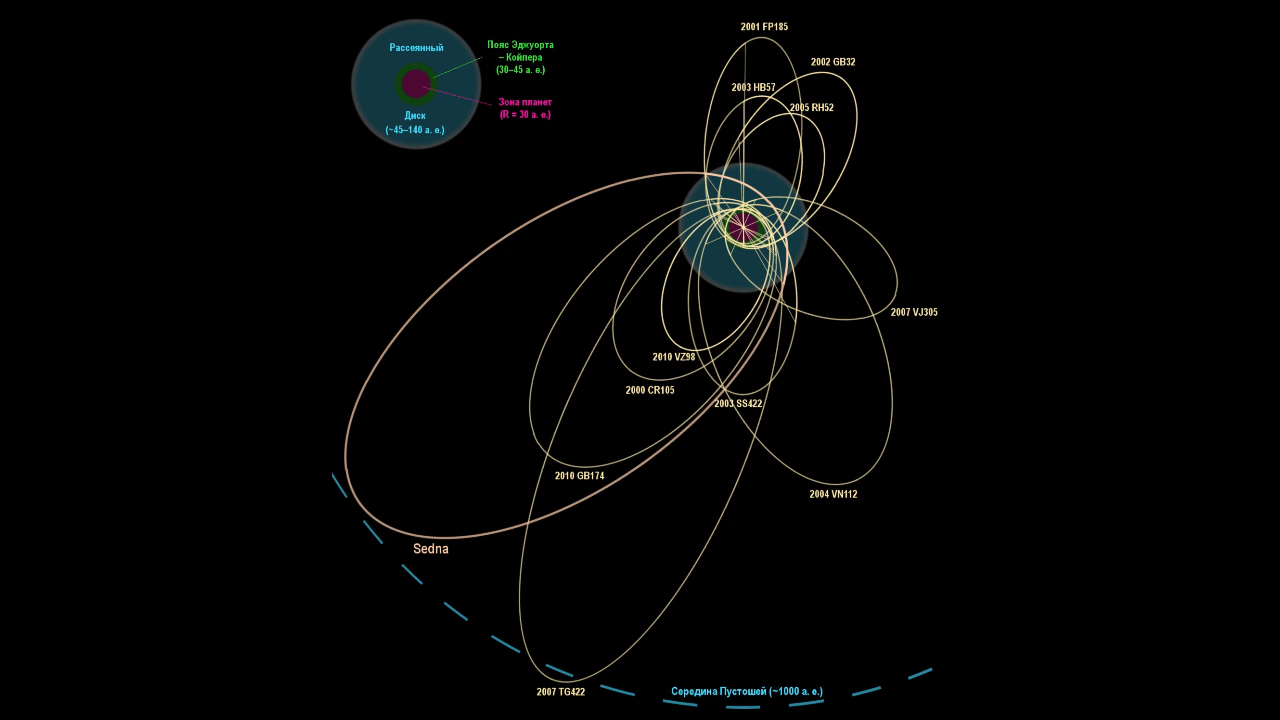 Рассеянный
Диск
(~45–140 а. е.)
Пояс Эджуорта
– Койпера
(30–45 а. е.)
Зона планет
(R = 30 а. е.)
2001 FP185
2002 GB32
2003 HB57
2005 RH52
2007 VJ305
2010 VZ98
2000 CR105
2003 SS422
2010 GB174
2004 VN112
Sedna
2007 TG422
Середина Пустошей (~1000 а. е.)